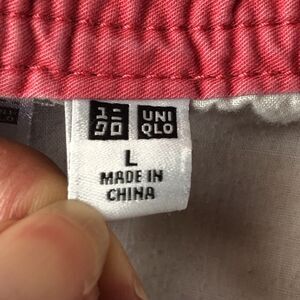 ユニ UNI
クロ QLO
L
MADE IN
CHINA